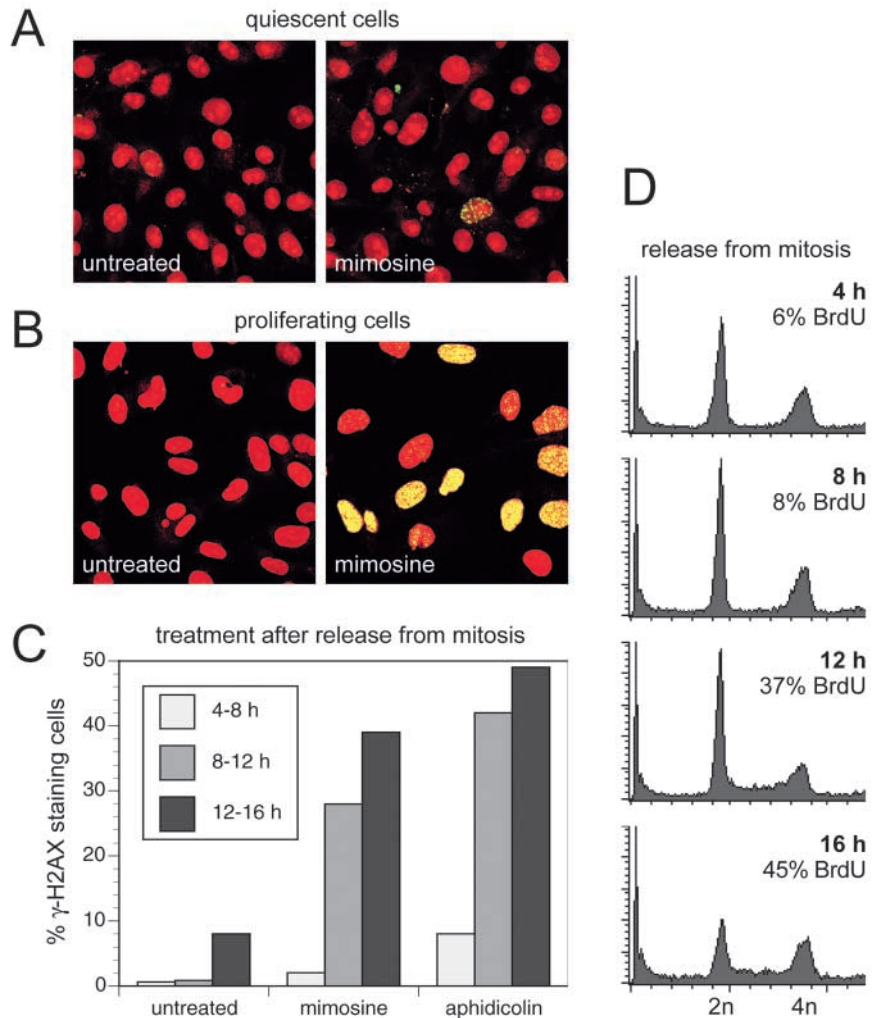 A
quiescent cells
untreated
mimosine
B
proliferating cells
untreated
mimosine
C
treatment after release from mitosis
% γ-H2AX staining cells
50
40
30
20
10
0
4-8 h
8-12 h
12-16 h
untreated
mimosine
aphidicolin
D
release from mitosis
4 h
6% BrdU
8 h
8% BrdU
12 h
37% BrdU
16 h
45% BrdU
2n 4n